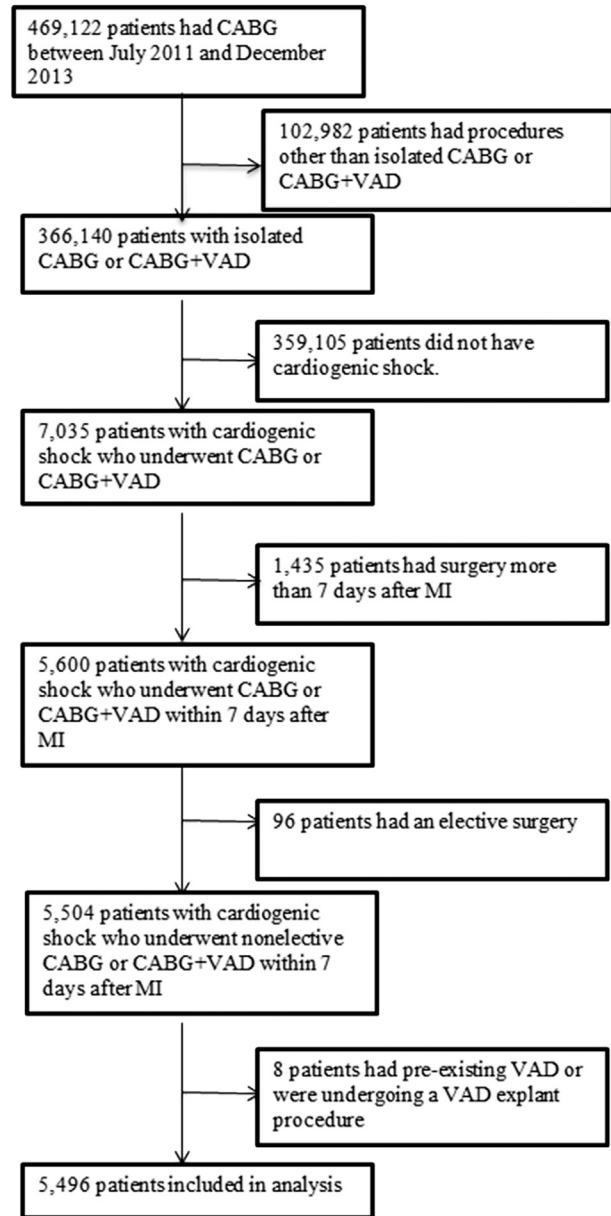 469,122 patients had CABG
between July 2011 and December
2013
102,982 patients had procedures
other than isolated CABG or
CABG+VAD
366,140 patients with isolated
CABG or CABG+VAD
359,105 patients did not have
cardiogenic shock.
7,035 patients with cardiogenic
shock who underwent CABG or
CABG+VAD
1,435 patients had surgery more
than 7 days after MI
5,600 patients with cardiogenic
shock who underwent CABG or
CABG+VAD within 7 days after
MI
96 patients had an elective surgery
5,504 patients with cardiogenic
shock who underwent nonelective
CABG or CABG+VAD within 7
days after MI
8 patients had pre-existing VAD or
were undergoing a VAD explant
procedure
5,496 patients included in analysis